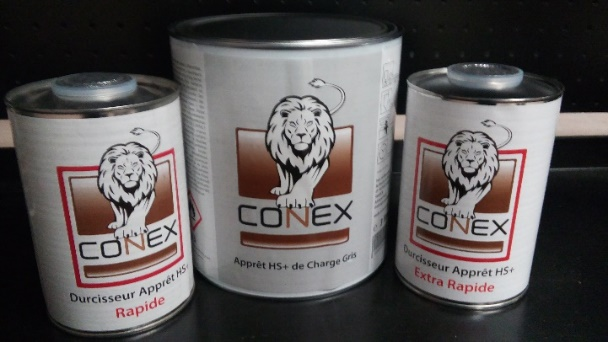 CONEX
Durcisseur Apprêt HS+
Rapide
CONEX
Apprêt HS+ de Charge Gris
CONEX
Durcisseur Apprêt HS+
Extra Rapide